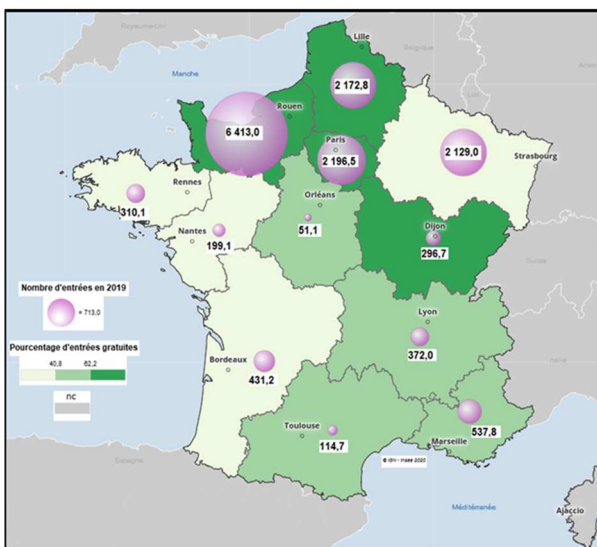 Royaume-Uni
Lille
Belgique
Manche
2 172,8
Rouen
6 413,0
Paris
2 196,5
2 129,0
Strasbourg
Rennes
310,1
Orléans
51,1
Nantes
199,1
Dijon
296,7
Suisse
Nombre d'entrées en 2019
= 713,0
Lyon
372,0
Pourcentage d'entrées gratuites
40,8 62,2
nc
Bordeaux
431,2
Italie
Toulouse
114,7
537,8
Marseille
© IGN - Insee 2020
Espagne
Méditérranée
Ajaccio